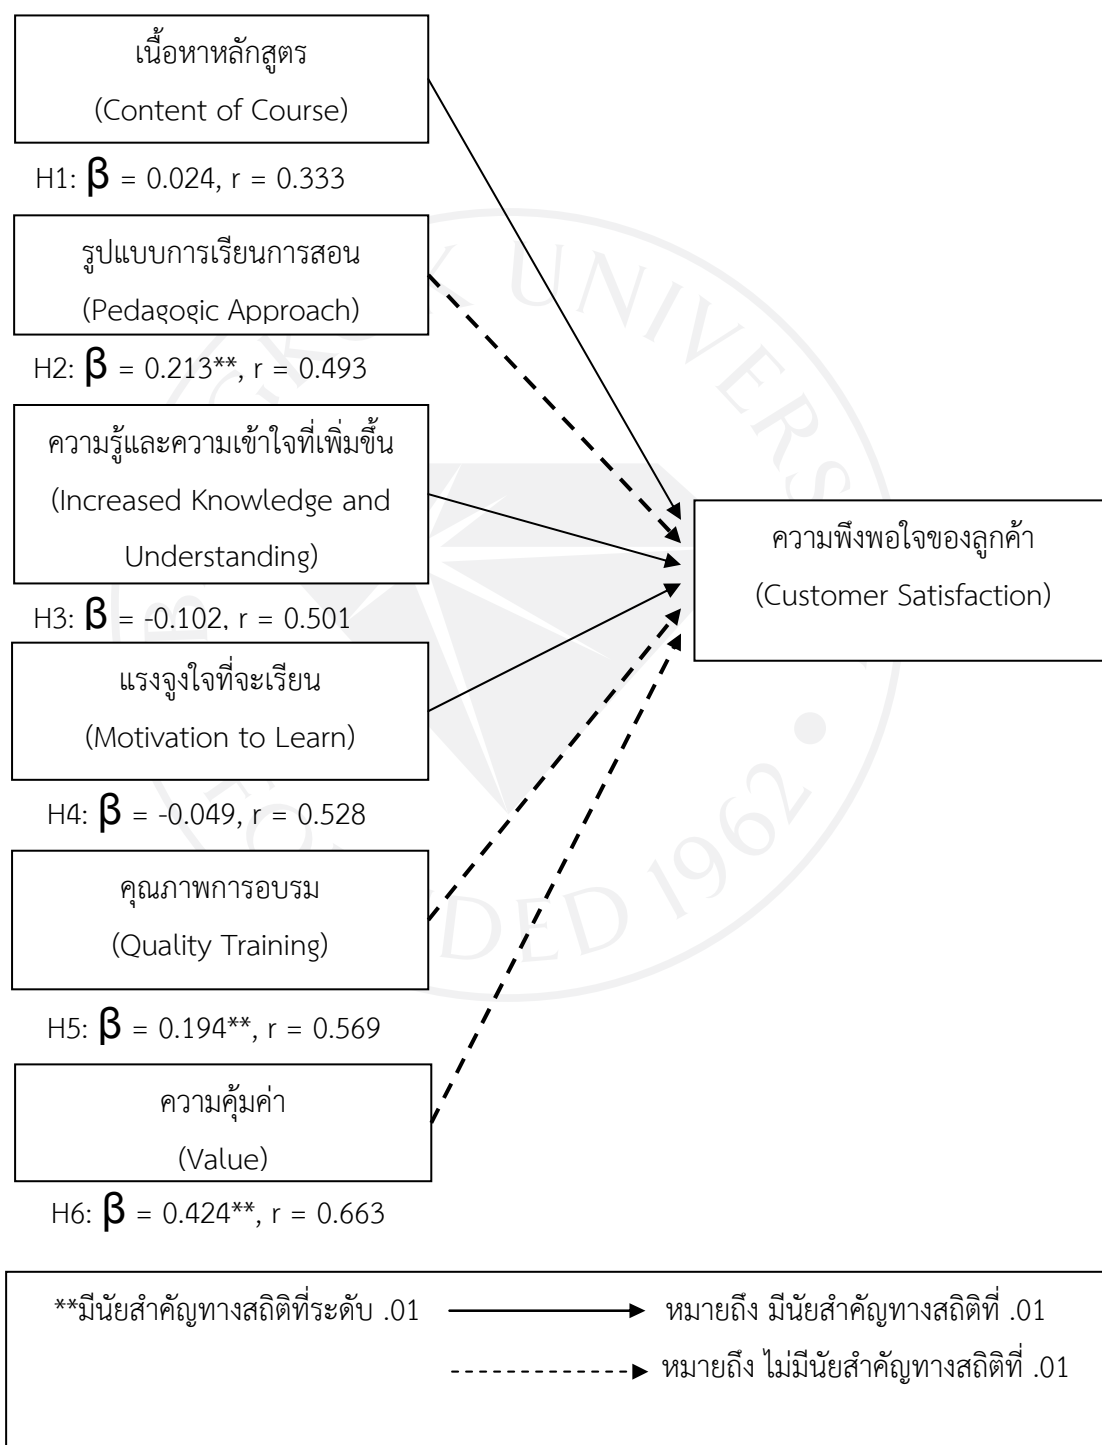 เนื้อหาหลักสูตร
(Content of Course)
H1: β = 0.024, r = 0.333
รูปแบบการเรียนการสอน
(Pedagogic Approach)
H2: β = 0.213**, r = 0.493
ความรู้และความเข้าใจที่เพิ่มขึ้น
(Increased Knowledge and
Understanding)
H3: β = -0.102, r = 0.501
แรงจูงใจที่จะเรียน
(Motivation to Learn)
H4: β = -0.049, r = 0.528
คุณภาพการอบรม
(Quality Training)
H5: β = 0.194**, r = 0.569
ความคุ้มค่า
(Value)
H6: β = 0.424**, r = 0.663
ความพึงพอใจของลูกค้า
(Customer Satisfaction)
**มีนัยสำคัญทางสถิติที่ระดับ .01 หมายถึง มีนัยสำคัญทางสถิติที่ .01
หมายถึง ไม่มีนัยสำคัญทางสถิติที่ .01
UNIVERS
DED 1962